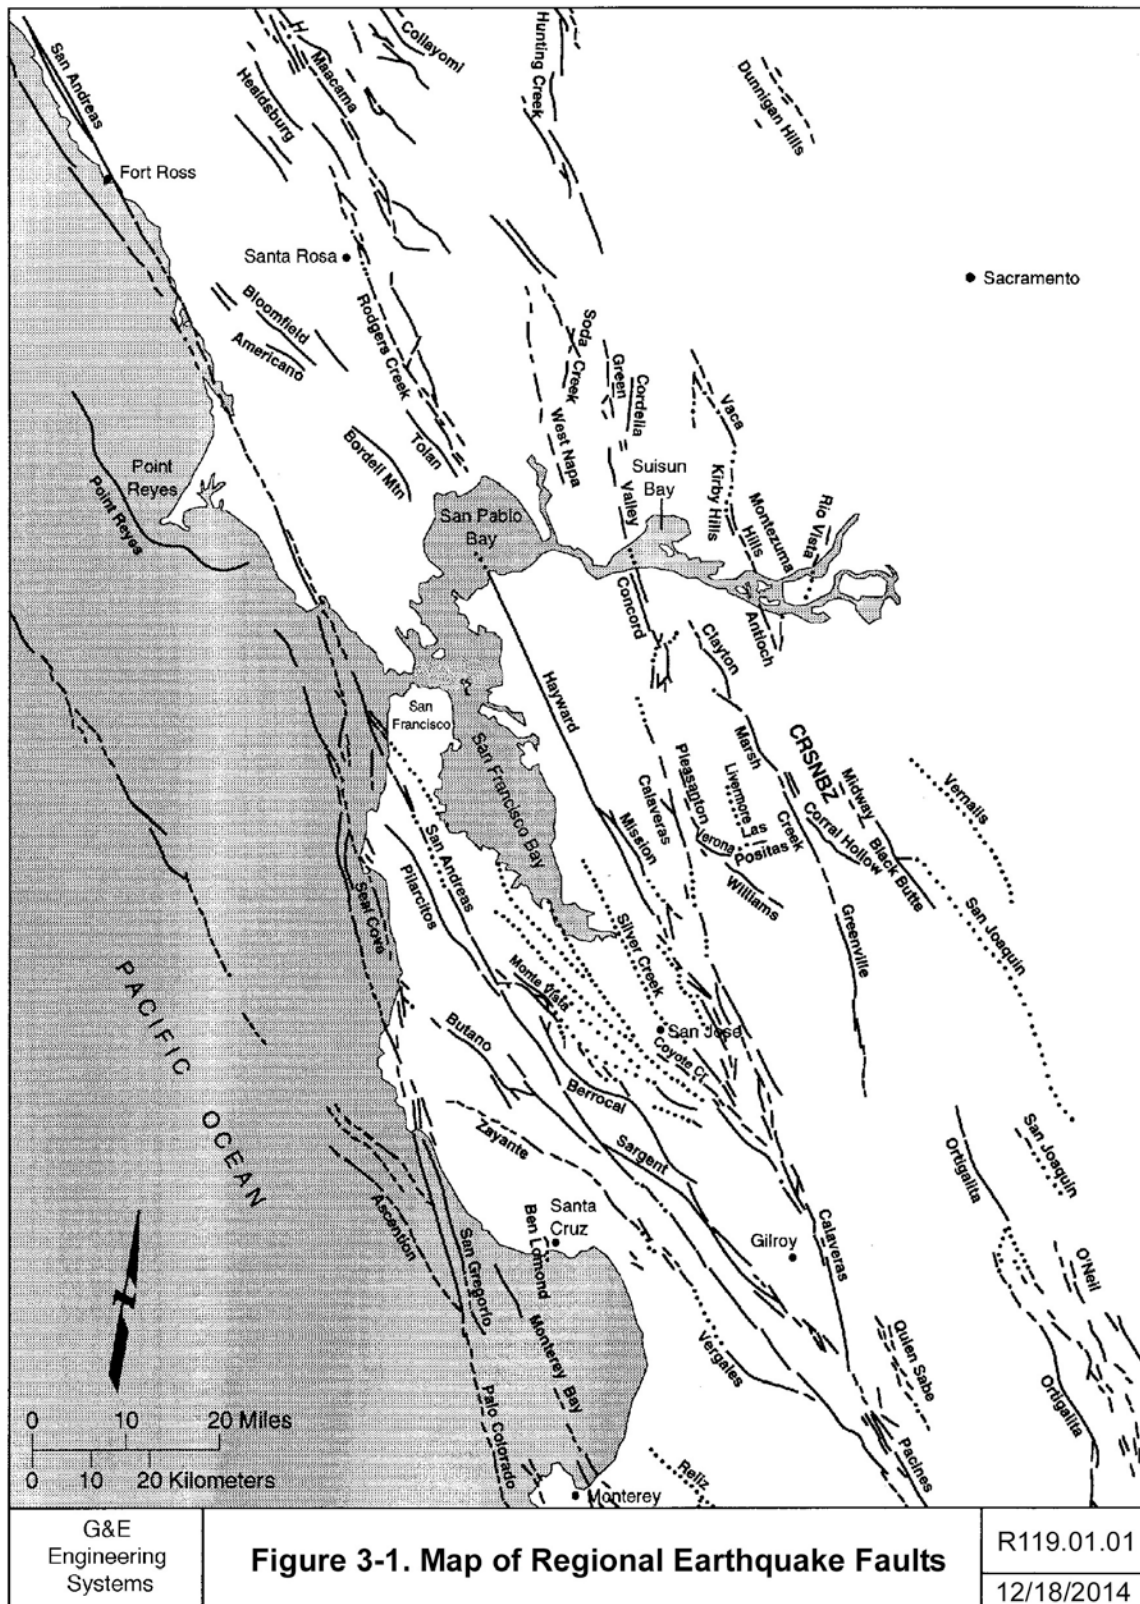 San Andreas
Fort Ross
Healdsburg
Maacama
Collayomi
Hunting Creek
Dunnigan Hills
Santa Rosa
Sacramento
Bloomfield
Americano
Rodgers Creek
Tolan
Bordell Mtn
Soda
Creek
West Napa
Green
Valley
Cordelia
Vaca
Kirby Hills
Montezuma
Hills
Rio Vista
Suisun
Bay
Point
Reyes
Point Reyes
San Pablo
Bay
Concord
Antioch
Clayton
Hayward
San
Francisco
San Francisco Bay
Marsh
Creek
CRSNBZ
Pleasanton
Livermore
Las
Positas
Verona
Williams
Calaveras
Mission
Midway
Corral Hollow
Black Butte
Vernalis
San Joaquin
Greenville
San Andreas
Pilarcitos
Seal Cove
Silver Creek
Monte Vista
San Jose
Coyote Cr
Butano
Berrocal
Zayante
Sargent
PACIFIC
OCEAN
Ascention
San Gregorio
Ben Lomond
Santa
Cruz
Gilroy
Calaveras
Ortigalita
San Joaquin
O'Neil
Monterey Bay
Palo Colorado
Vergales
Quien Sabe
Pacines
Ortigalita
Reliz
Monterey
0 10 20 Miles
0 10 20 Kilometers
G&E
Engineering
Systems
Figure 3-1. Map of Regional Earthquake Faults
R119.01.01
12/18/2014